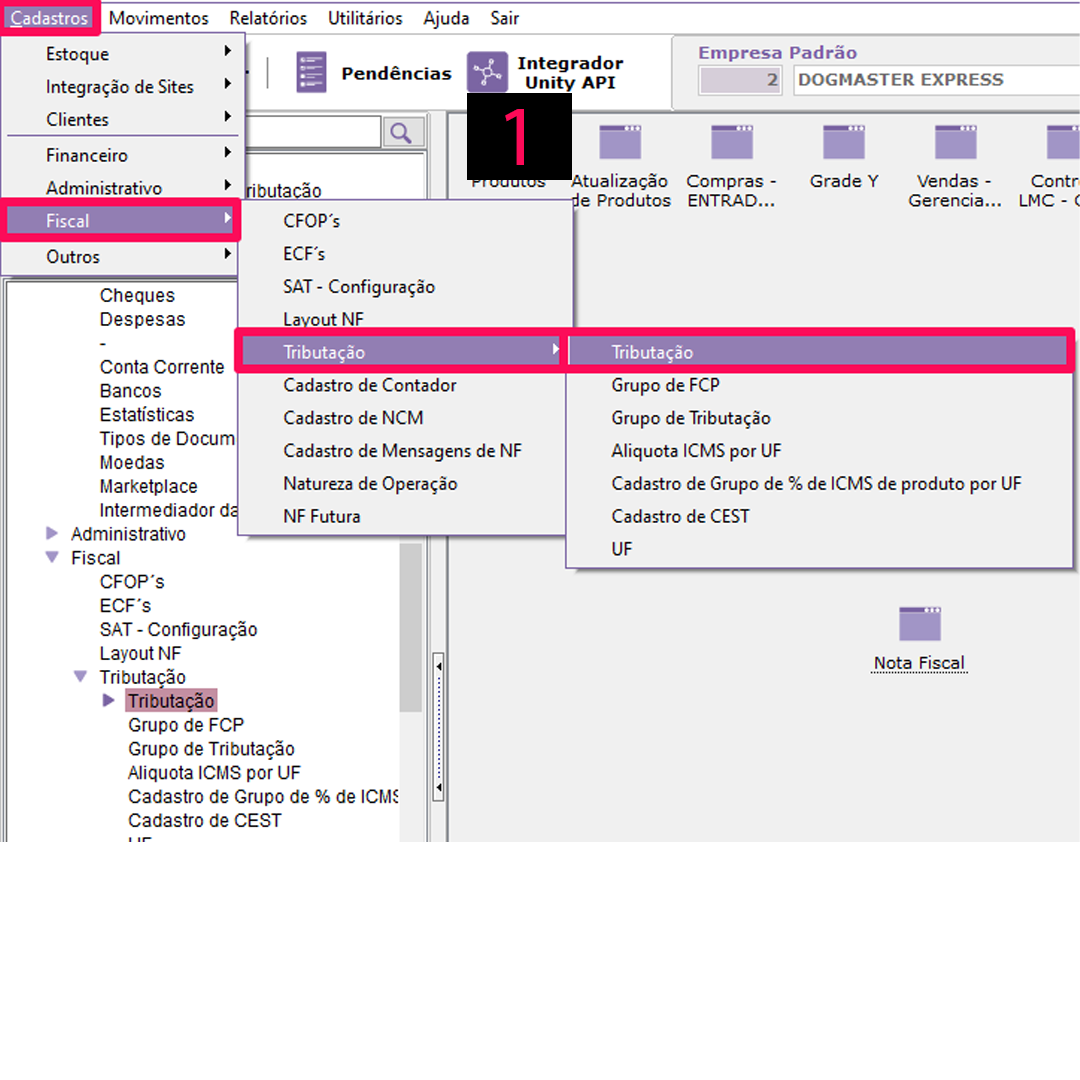 Cadastros Movimentos Relatórios Utilitários Ajuda Sair
Estoque
Integração de Sites
Clientes
Financeiro
Administrativo
Fiscal
Outros
Pendências
Integrador
Unity API
Empresa Padrão
2 DOGMASTER EXPRESS
1
Produtos
Atualização
de Produtos
Compras -
ENTRAD...
Grade Y
Vendas -
Gerencia...
LMC -
ributação
CFOP´s
ECF´s
SAT - Configuração
Layout NF
Tributação
Cadastro de Contador
Cadastro de NCM
Cadastro de Mensagens de NF
Natureza de Operação
NF Futura
Tributação
Grupo de FCP
Grupo de Tributação
Aliquota ICMS por UF
Cadastro de Grupo de % de ICMS de produto por UF
Cadastro de CEST
UF
Cheques
Despesas
-
Conta Corrente
Bancos
Estatísticas
Tipos de Docum
Moedas
Marketplace
Intermediador da
Administrativo
Fiscal
CFOP´s
ECF´s
SAT - Configuração
Layout NF
Tributação
Tributação
Grupo de FCP
Grupo de Tributação
Aliquota ICMS por UF
Cadastro de Grupo de % de ICMS
Cadastro de CEST
UF
Nota Fiscal